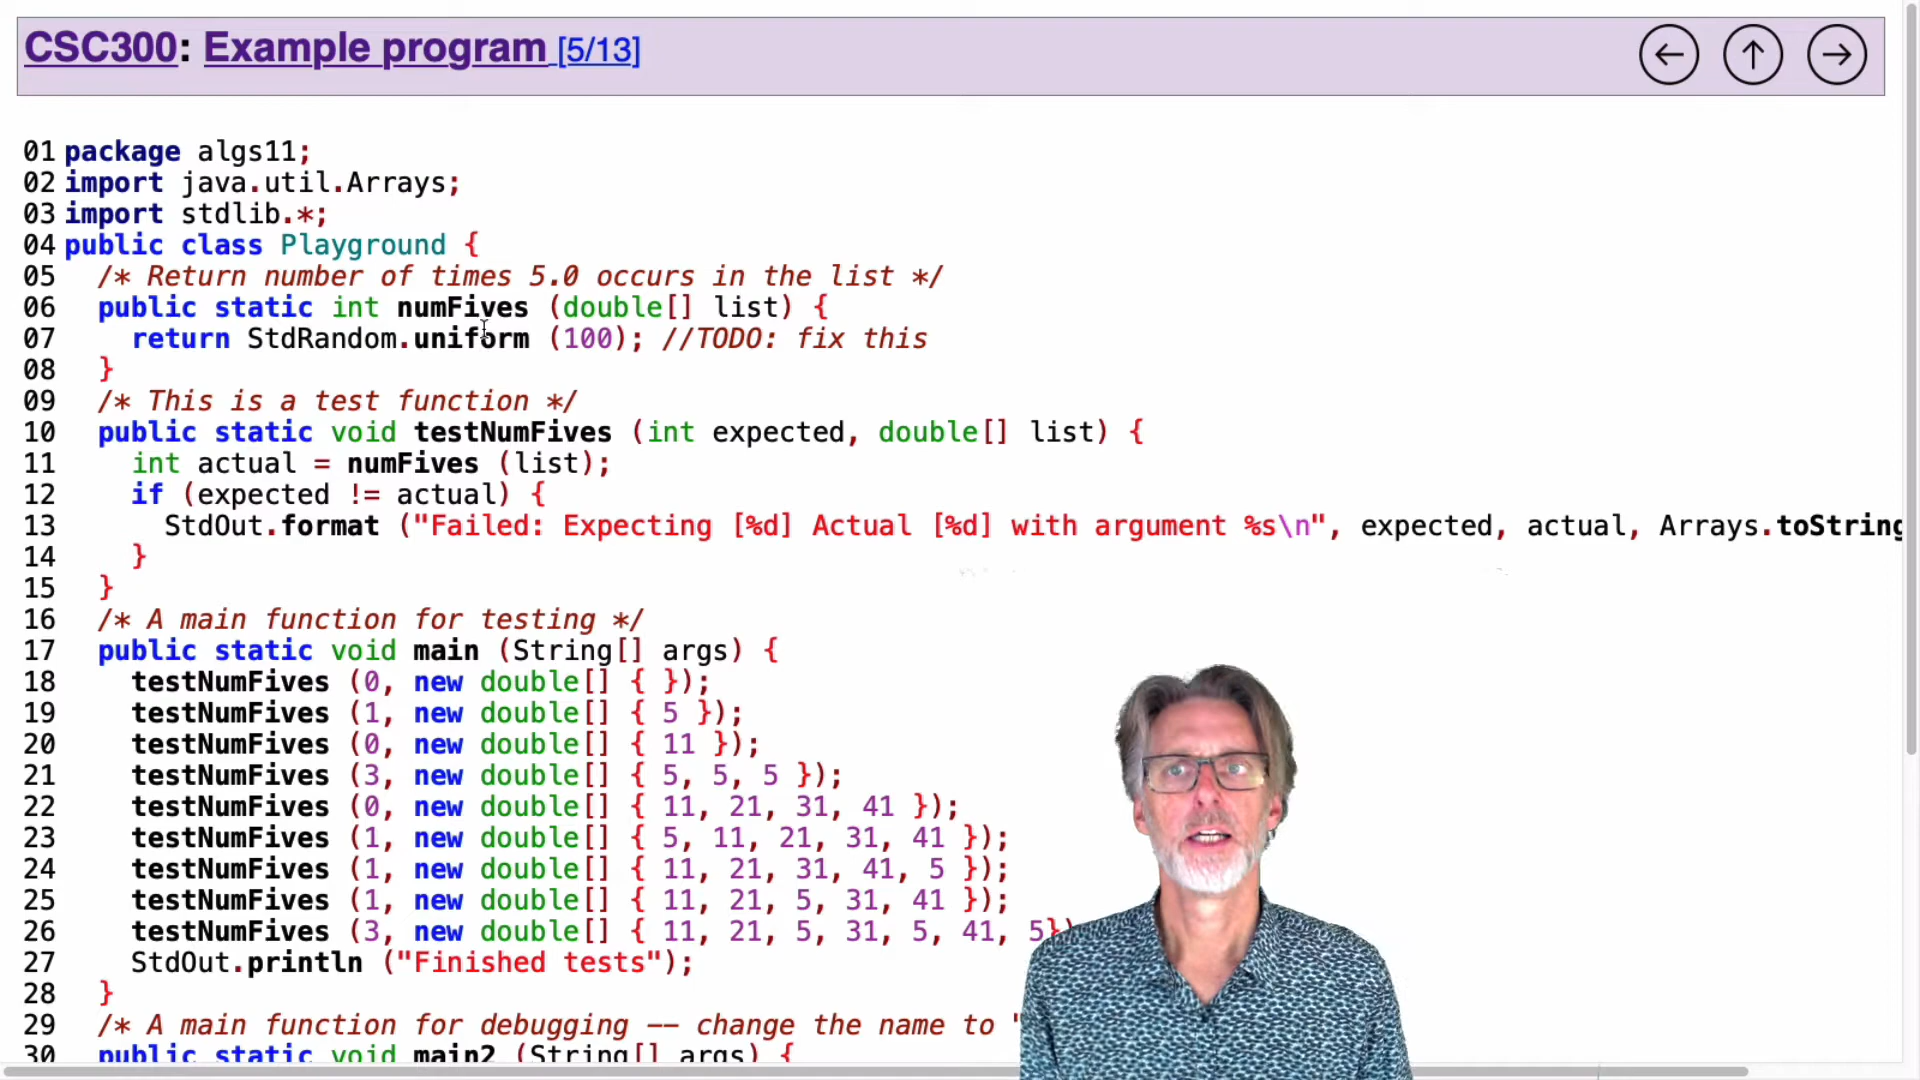 CSC300: Example program [5/13]
01 package algs11;
02 import java.util.Arrays;
03 import stdlib.*;
04 public class Playground {
05   /* Return number of times 5.0 occurs in the list */
06   public static int numFives (double[] list) {
07     return StdRandom.uniform (100); //TODO: fix this
08   }
09   /* This is a test function */
10   public static void testNumFives (int expected, double[] list) {
11     int actual = numFives (list);
12     if (expected != actual) {
13       StdOut.format ("Failed: Expecting [%d] Actual [%d] with argument %s\n", expected, actual, Arrays.toString
14     }
15   }
16   /* A main function for testing */
17   public static void main (String[] args) {
18     testNumFives (0, new double[] { });
19     testNumFives (1, new double[] { 5 });
20     testNumFives (0, new double[] { 11 });
21     testNumFives (3, new double[] { 5, 5, 5 });
22     testNumFives (0, new double[] { 11, 21, 31, 41 });
23     testNumFives (1, new double[] { 5, 11, 21, 31, 41 });
24     testNumFives (1, new double[] { 11, 21, 31, 41, 5 });
25     testNumFives (1, new double[] { 11, 21, 5, 31, 41 });
26     testNumFives (3, new double[] { 11, 21, 5, 31, 5, 41, 5})
27     StdOut.println ("Finished tests");
28   }
29   /* A main function for debugging -- change the name to "
30   public static void main2 (String[] args) {